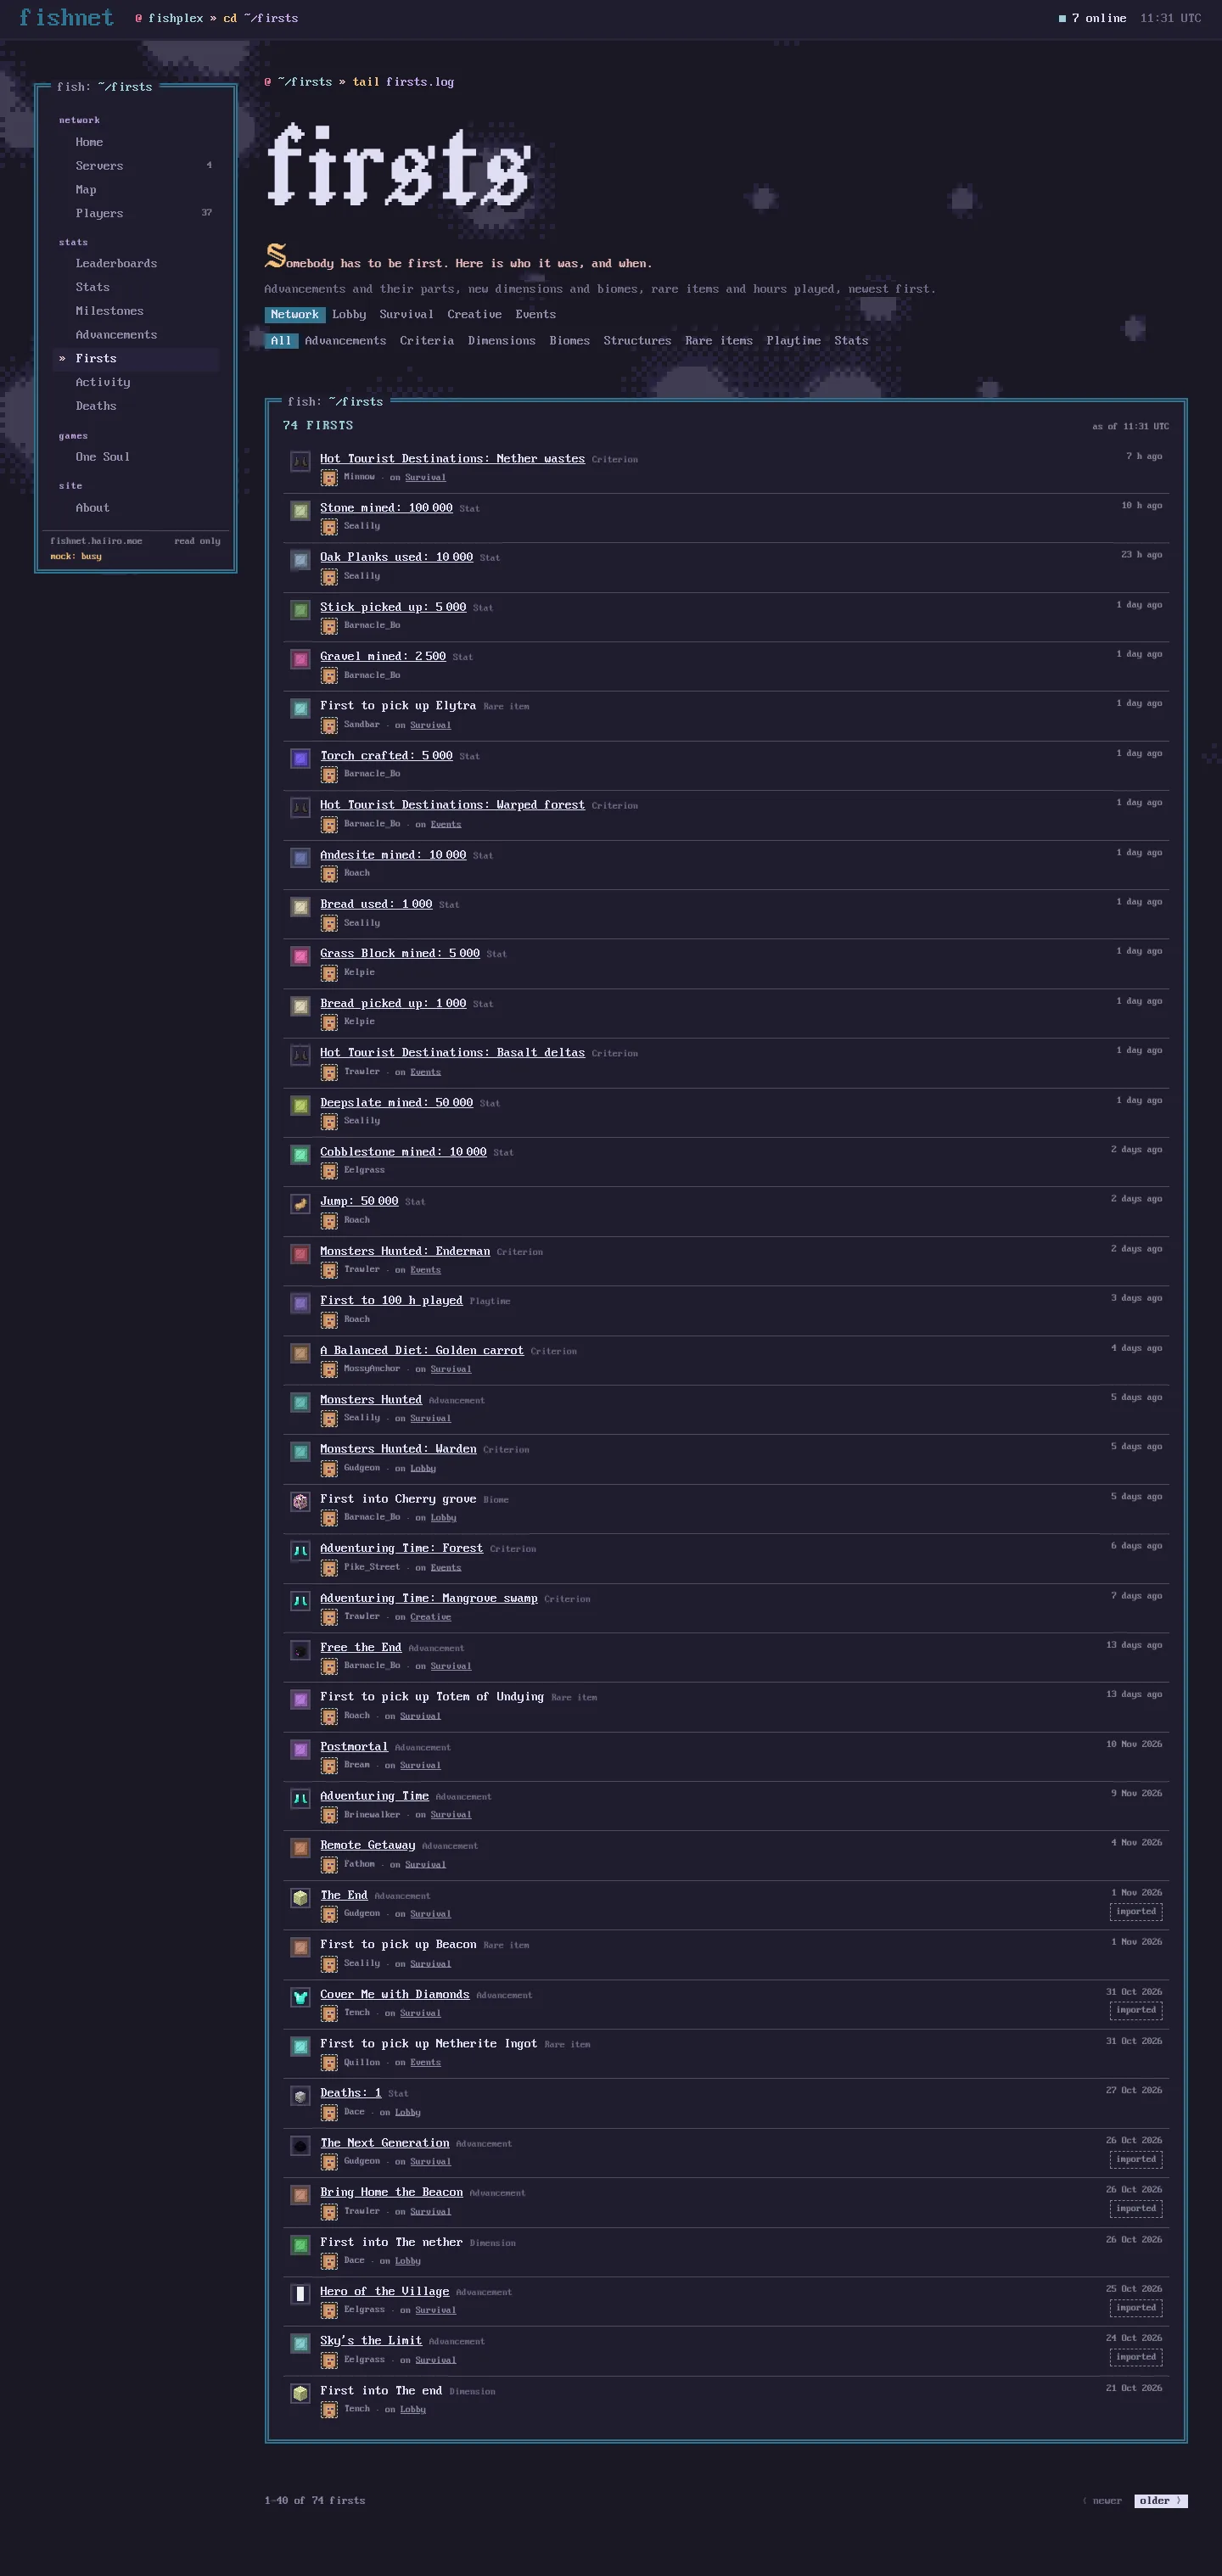 fishnet @ fishplex » cd ~/firsts 7 online 11:31 UTC
fish: ~/firsts
network
Home
Servers 4
Map
Players 37
stats
Leaderboards
Stats
Milestones
Advancements
» Firsts
Activity
Deaths
games
One Soul
site
About
fishnet.haiiro.moe read only
mock: busy
@ ~/firsts » tail firsts.log
firsts
Somebody has to be first. Here is who it was, and when.
Advancements and their parts, new dimensions and biomes, rare items and hours played, newest first.
Network Lobby Survival Creative Events
All Advancements Criteria Dimensions Biomes Structures Rare items Playtime Stats
fish: ~/firsts
74 FIRSTS as of 11:31 UTC
Hot Tourist Destinations: Nether wastes Criterion 7 h ago
Minnow · on Survival
Stone mined: 100 000 Stat 10 h ago
Sealily
Oak Planks used: 10 000 Stat 23 h ago
Sealily
Stick picked up: 5 000 Stat 1 day ago
Barnacle_Bo
Gravel mined: 2 500 Stat 1 day ago
Barnacle_Bo
First to pick up Elytra Rare item 1 day ago
Sandbar · on Survival
Torch crafted: 5 000 Stat 1 day ago
Barnacle_Bo
Hot Tourist Destinations: Warped forest Criterion 1 day ago
Barnacle_Bo · on Events
Andesite mined: 10 000 Stat 1 day ago
Roach
Bread used: 1 000 Stat 1 day ago
Sealily
Grass Block mined: 5 000 Stat 1 day ago
Kelpie
Bread picked up: 1 000 Stat 1 day ago
Kelpie
Hot Tourist Destinations: Basalt deltas Criterion 1 day ago
Trawler · on Events
Deepslate mined: 50 000 Stat 1 day ago
Sealily
Cobblestone mined: 10 000 Stat 2 days ago
Eelgrass
Jump: 50 000 Stat 2 days ago
Roach
Monsters Hunted: Enderman Criterion 2 days ago
Trawler · on Events
First to 100 h played Playtime 3 days ago
Roach
A Balanced Diet: Golden carrot Criterion 4 days ago
MossyAnchor · on Survival
Monsters Hunted Advancement 5 days ago
Sealily · on Survival
Monsters Hunted: Warden Criterion 5 days ago
Gudgeon · on Lobby
First into Cherry grove Biome 5 days ago
Barnacle_Bo · on Lobby
Adventuring Time: Forest Criterion 6 days ago
Pike_Street · on Events
Adventuring Time: Mangrove swamp Criterion 7 days ago
Trawler · on Creative
Free the End Advancement 13 days ago
Barnacle_Bo · on Survival
First to pick up Totem of Undying Rare item 13 days ago
Roach · on Survival
Postmortal Advancement 10 Nov 2026
Bream · on Survival
Adventuring Time Advancement 9 Nov 2026
Brinewalker · on Survival
Remote Getaway Advancement 4 Nov 2026
Fathom · on Survival
The End Advancement 1 Nov 2026
Gudgeon · on Survival imported
First to pick up Beacon Rare item 1 Nov 2026
Sealily · on Survival
Cover Me with Diamonds Advancement 31 Oct 2026
Tench · on Survival imported
First to pick up Netherite Ingot Rare item 31 Oct 2026
Quillon · on Events
Deaths: 1 Stat 27 Oct 2026
Dace · on Lobby
The Next Generation Advancement 26 Oct 2026
Gudgeon · on Survival imported
Bring Home the Beacon Advancement 26 Oct 2026
Trawler · on Survival imported
First into The nether Dimension 26 Oct 2026
Dace · on Lobby
Hero of the Village Advancement 25 Oct 2026
Eelgrass · on Survival imported
Sky's the Limit Advancement 24 Oct 2026
Eelgrass · on Survival imported
First into The end Dimension 21 Oct 2026
Tench · on Lobby
1–40 of 74 firsts ⟨ newer older ⟩